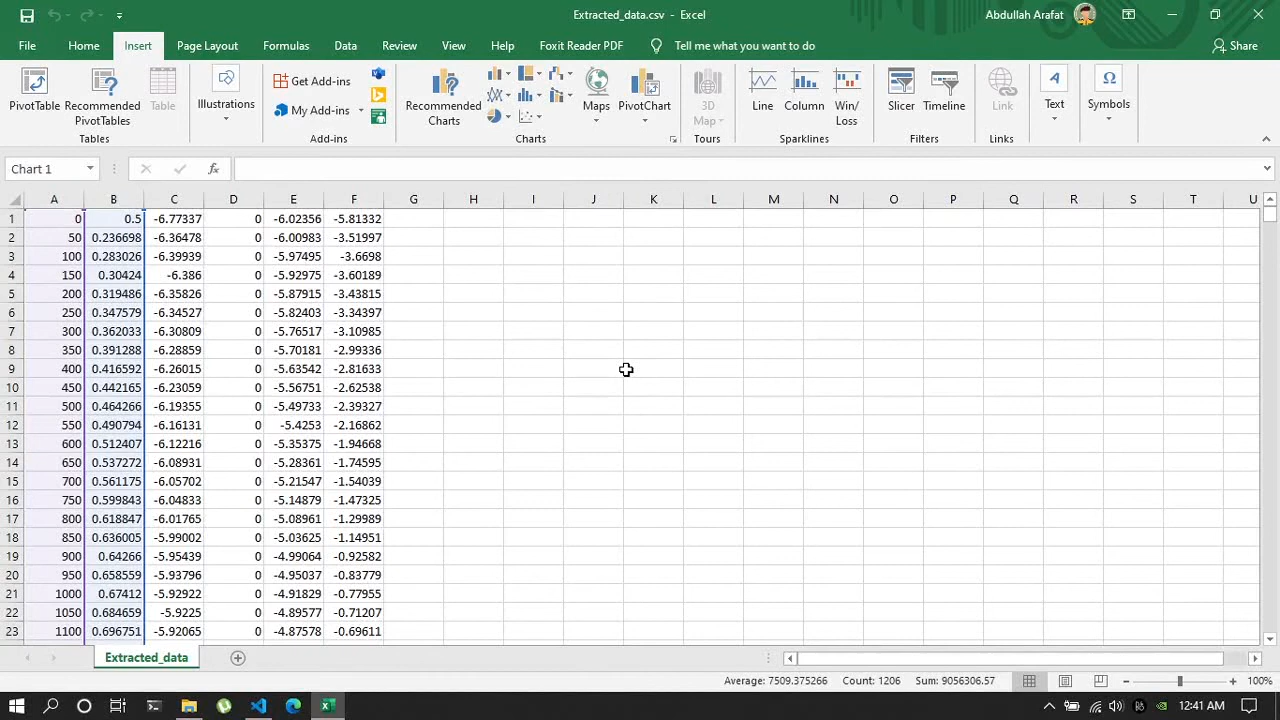 Extracted_data.csv - Excel
Abdullah Arafat
File Home Insert Page Layout Formulas Data Review View Help Foxit Reader PDF Tell me what you want to do Share
PivotTable Recommended PivotTables Table Illustrations Get Add-ins My Add-ins Recommended Charts Maps PivotChart 3D Map Line Column Win/Loss Slicer Timeline Link Text Symbols
Tables Add-ins Charts Tours Sparklines Filters Links
Chart 1 fx
A B C D E F G H I J K L M N O P Q R S T U
1 0 0.5 -6.77337 0 -6.02356 -5.81332
2 50 0.236698 -6.36478 0 -6.00983 -3.51997
3 100 0.283026 -6.39939 0 -5.97495 -3.6698
4 150 0.30424 -6.386 0 -5.92975 -3.60189
5 200 0.319486 -6.35826 0 -5.87915 -3.43815
6 250 0.347579 -6.34527 0 -5.82403 -3.34397
7 300 0.362033 -6.30809 0 -5.76517 -3.10985
8 350 0.391288 -6.28859 0 -5.70181 -2.99336
9 400 0.416592 -6.26015 0 -5.63542 -2.81633
10 450 0.442165 -6.23059 0 -5.56751 -2.62538
11 500 0.464266 -6.19355 0 -5.49733 -2.39327
12 550 0.490794 -6.16131 0 -5.4253 -2.16862
13 600 0.512407 -6.12216 0 -5.35375 -1.94668
14 650 0.537272 -6.08931 0 -5.28361 -1.74595
15 700 0.561175 -6.05702 0 -5.21547 -1.54039
16 750 0.599843 -6.04833 0 -5.14879 -1.47325
17 800 0.618847 -6.01765 0 -5.08961 -1.29989
18 850 0.636005 -5.99002 0 -5.03625 -1.14951
19 900 0.64266 -5.95439 0 -4.99064 -0.92582
20 950 0.658559 -5.93796 0 -4.95037 -0.83779
21 1000 0.67412 -5.92922 0 -4.91829 -0.77955
22 1050 0.684659 -5.9225 0 -4.89577 -0.71207
23 1100 0.696751 -5.92065 0 -4.87578 -0.69611
Extracted_data
Average: 7509.375266 Count: 1206 Sum: 9056306.57 100%
12:41 AM